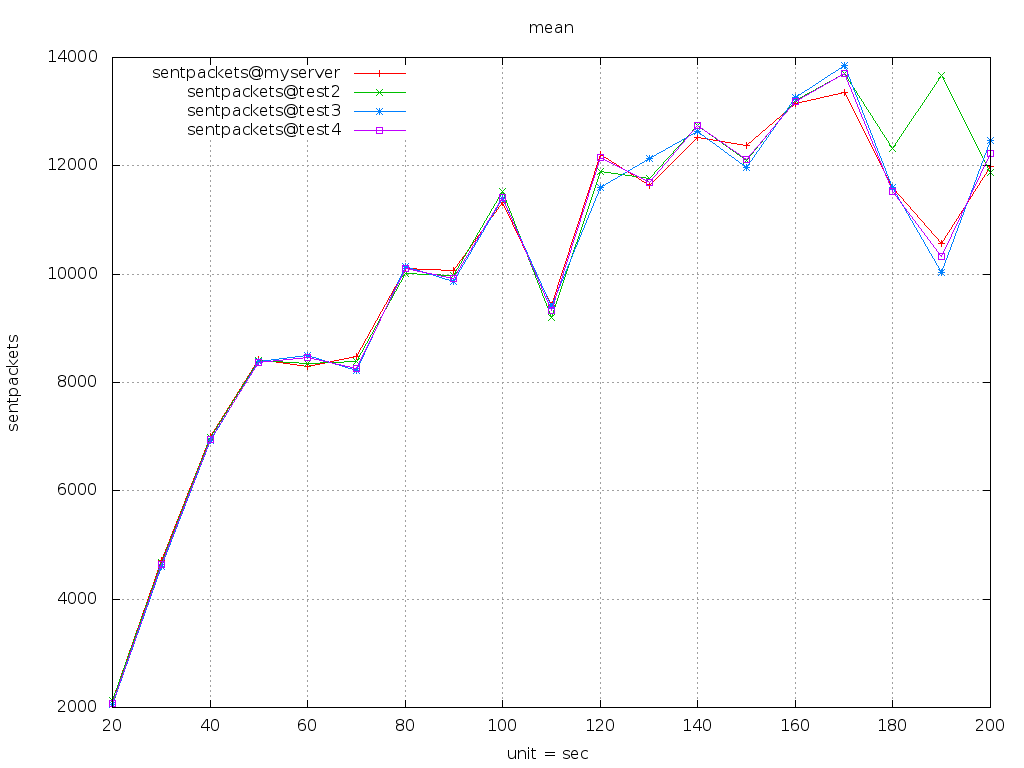 mean
14000
12000
10000
8000
6000
4000
2000
sentpackets
sentpackets@myserver
sentpackets@test2
sentpackets@test3
sentpackets@test4
20 40 60 80 100 120 140 160 180 200
unit = sec